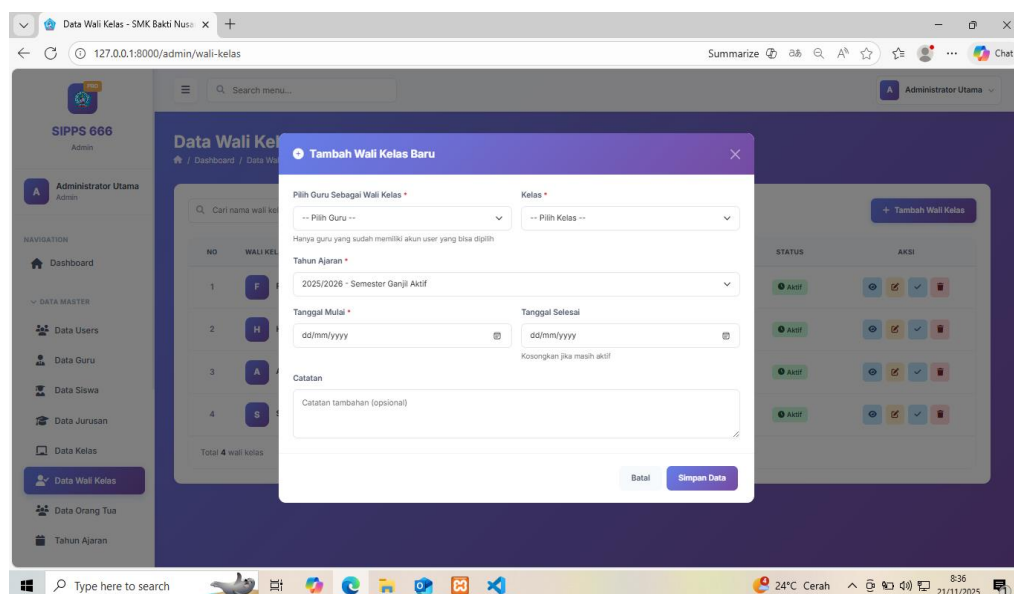 Data Wali Kelas - SMK Bakti Nusa
127.0.0.1:8000/admin/wali-kelas
Summarize
Chat
PRO
SIPPS 666
Admin
Search menu...
A Administrator Utama
Data Wali Kel
/ Dashboard / Data Wa
A Administrator Utama
Admin
Cari nama wali kel
+ Tambah Wali Kelas
NAVIGATION
Dashboard
DATA MASTER
Data Users
Data Guru
Data Siswa
Data Jurusan
Data Kelas
Data Wali Kelas
Data Orang Tua
Tahun Ajaran
NO WALI KEL STATUS AKSI
1 F Aktif
2 H Aktif
3 A Aktif
4 S Aktif
Total 4 wali kelas
Tambah Wali Kelas Baru
Pilih Guru Sebagai Wali Kelas * Kelas *
-- Pilih Guru -- -- Pilih Kelas --
Hanya guru yang sudah memiliki akun user yang bisa dipilih
Tahun Ajaran *
2025/2026 - Semester Ganjil Aktif
Tanggal Mulai * Tanggal Selesai
dd/mm/yyyy dd/mm/yyyy
Kosongkan jika masih aktif
Catatan
Catatan tambahan (opsional)
Batal Simpan Data
Type here to search
24°C Cerah
8:36
21/11/2025